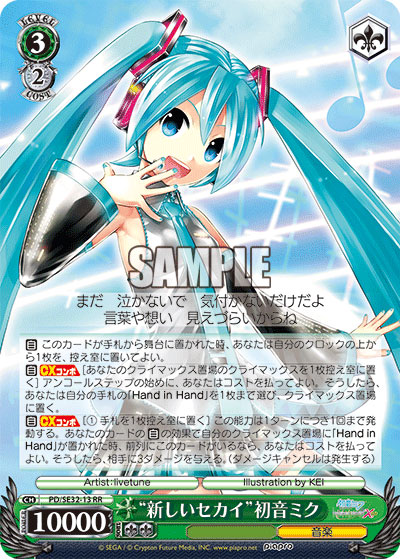 LEVEL
3
2
COST
SAMPLE
まだ 泣かないで 気付かないだけだよ
言葉や想い 見えづらいからね
自 このカードが手札から舞台に置かれた時、あなたは自分のクロックの上か
ら1枚を、控え室に置いてよい。
自 CXコンボ [あなたのクライマックス置場のクライマックスを1枚控え室に置
く] アンコールステップの始めに、あなたはコストを払ってよい。そうしたら、
あなたは自分の手札の「Hand in Hand」を1枚まで選び、クライマックス置場
に置く。
自 CXコンボ [① 手札を1枚控え室に置く] この能力は1ターンにつき1回まで発
動する。あなたのカードの自の効果で自分のクライマックス置場に「Hand in
Hand」が置かれた時、前列にこのカードがいるなら、あなたはコストを払ってよ
い。そうしたら、相手に3ダメージを与える。(ダメージキャンセルは発生する)
Artist:livetune
Illustration by KEI
CH
PD/SE32-13 RR
10000
“新しいセカイ”初音ミク
音楽
© SEGA / © Crypton Future Media, INC. www.piapro.net piapro